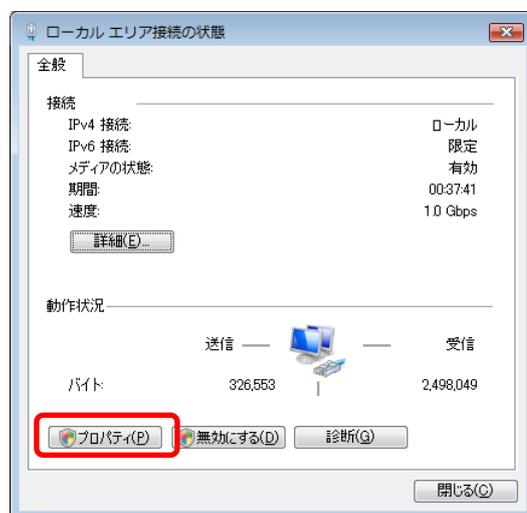 ローカル エリア接続の状態
全般
接続
IPv4 接続: ローカル
IPv6 接続: 限定
メディアの状態: 有効
期間: 00:37:41
速度: 1.0 Gbps
詳細(E)...
動作状況
送信 受信
バイト: 326,553 2,498,049
プロパティ(P) 無効にする(D) 診断(G)
閉じる(C)